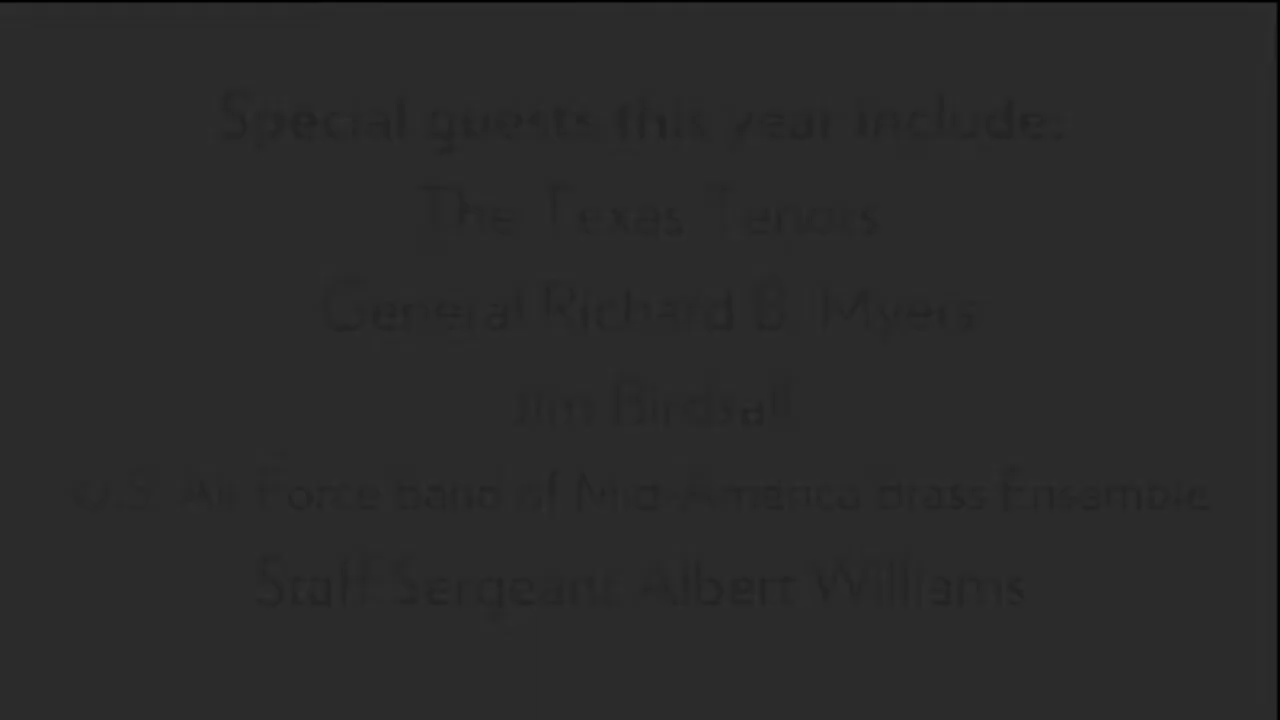 Special guests this year include:
The Texas Tenors
General Richard B. Myers
Jim Birdsall
U.S. Air Force Band of Mid-America Brass Ensemble
Staff Sergeant Albert Williams